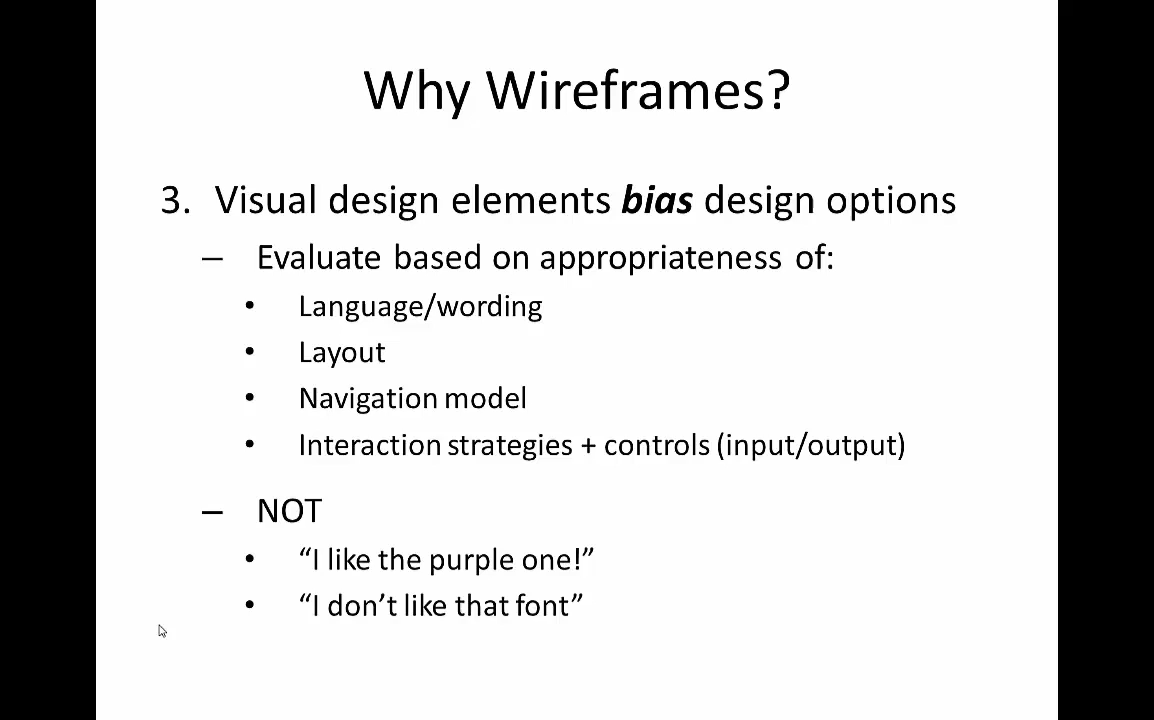 Why Wireframes?
3. Visual design elements bias design options
– Evaluate based on appropriateness of:
• Language/wording
• Layout
• Navigation model
• Interaction strategies + controls (input/output)
– NOT
• “I like the purple one!”
• “I don’t like that font”